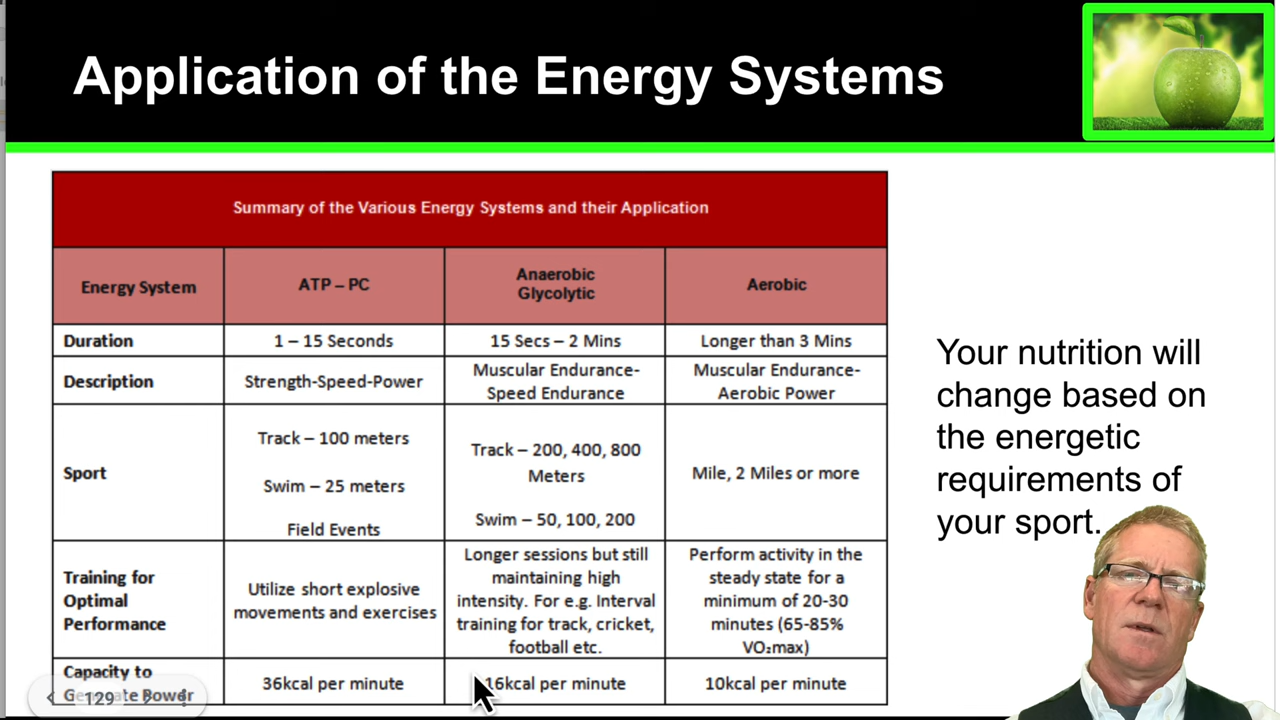 Application of the Energy Systems
Summary of the Various Energy Systems and their Application
Energy System
ATP – PC
Anaerobic
Glycolytic
Aerobic
Duration
1 – 15 Seconds
15 Secs – 2 Mins
Longer than 3 Mins
Description
Strength-Speed-Power
Muscular Endurance-
Speed Endurance
Muscular Endurance-
Aerobic Power
Sport
Track – 100 meters
Swim – 25 meters
Field Events
Track – 200, 400, 800
Meters
Swim – 50, 100, 200
Mile, 2 Miles or more
Training for
Optimal
Performance
Utilize short explosive
movements and exercises
Longer sessions but still
maintaining high
intensity. For e.g. Interval
training for track, cricket,
football etc.
Perform activity in the
steady state for a
minimum of 20-30
minutes (65-85%
VO₂max)
Capacity to
Generate Power
36kcal per minute
16kcal per minute
10kcal per minute
Your nutrition will
change based on
the energetic
requirements of
your sport.
129